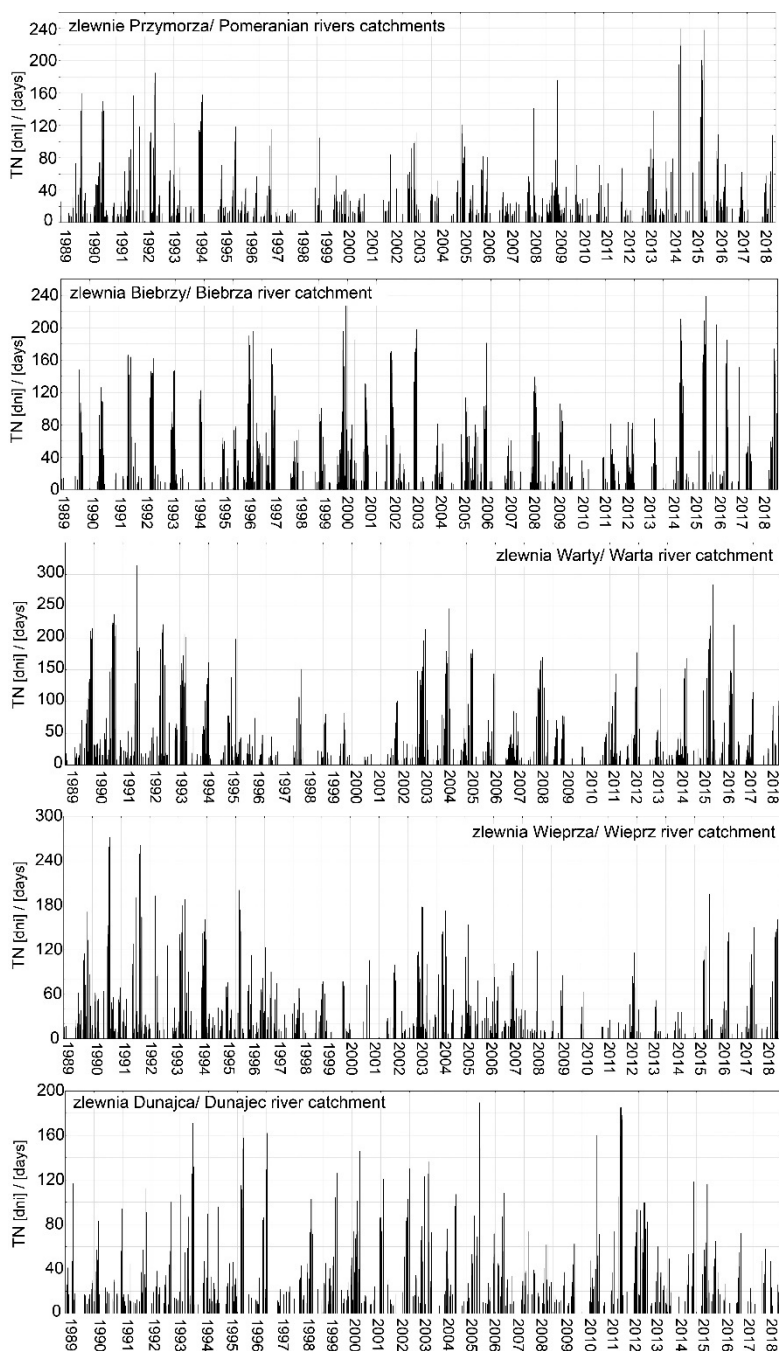 zlewnie Przymorza/ Pomeranian rivers catchments
TN [dni] / [days]
240
200
160
120
80
40
0
1989 1990 1991 1992 1993 1994 1995 1996 1997 1998 1999 2000 2001 2002 2003 2004 2005 2006 2007 2008 2009 2010 2011 2012 2013 2014 2015 2016 2017 2018
zlewnia Biebrzy/ Biebrza river catchment
TN [dni] / [days]
240
200
160
120
80
40
0
1989 1990 1991 1992 1993 1994 1995 1996 1997 1998 1999 2000 2001 2002 2003 2004 2005 2006 2007 2008 2009 2010 2011 2012 2013 2014 2015 2016 2017 2018
zlewnia Warty/ Warta river catchment
TN [dni] / [days]
300
250
200
150
100
50
0
1989 1990 1991 1992 1993 1994 1995 1996 1997 1998 1999 2000 2001 2002 2003 2004 2005 2006 2007 2008 2009 2010 2011 2012 2013 2014 2015 2016 2017 2018
zlewnia Wieprza/ Wieprz river catchment
TN [dni] / [days]
300
240
180
120
60
0
1989 1990 1991 1992 1993 1994 1995 1996 1997 1998 1999 2000 2001 2002 2003 2004 2005 2006 2007 2008 2009 2010 2011 2012 2013 2014 2015 2016 2017 2018
zlewnia Dunajca/ Dunajec river catchment
TN [dni] / [days]
200
160
120
80
40
0
1989 1990 1991 1992 1993 1994 1995 1996 1997 1998 1999 2000 2001 2002 2003 2004 2005 2006 2007 2008 2009 2010 2011 2012 2013 2014 2015 2016 2017 2018